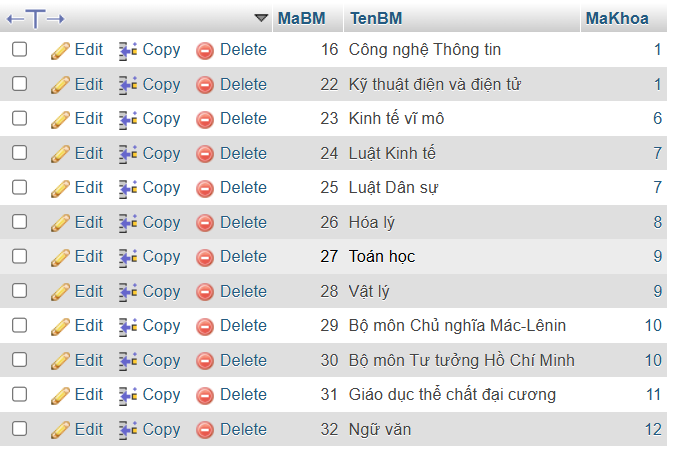 MaBM TenBM MaKhoa
Edit Copy Delete 16 Công nghệ Thông tin 1
Edit Copy Delete 22 Kỹ thuật điện và điện tử 1
Edit Copy Delete 23 Kinh tế vĩ mô 6
Edit Copy Delete 24 Luật Kinh tế 7
Edit Copy Delete 25 Luật Dân sự 7
Edit Copy Delete 26 Hóa lý 8
Edit Copy Delete 27 Toán học 9
Edit Copy Delete 28 Vật lý 9
Edit Copy Delete 29 Bộ môn Chủ nghĩa Mác-Lênin 10
Edit Copy Delete 30 Bộ môn Tư tưởng Hồ Chí Minh 10
Edit Copy Delete 31 Giáo dục thể chất đại cương 11
Edit Copy Delete 32 Ngữ văn 12